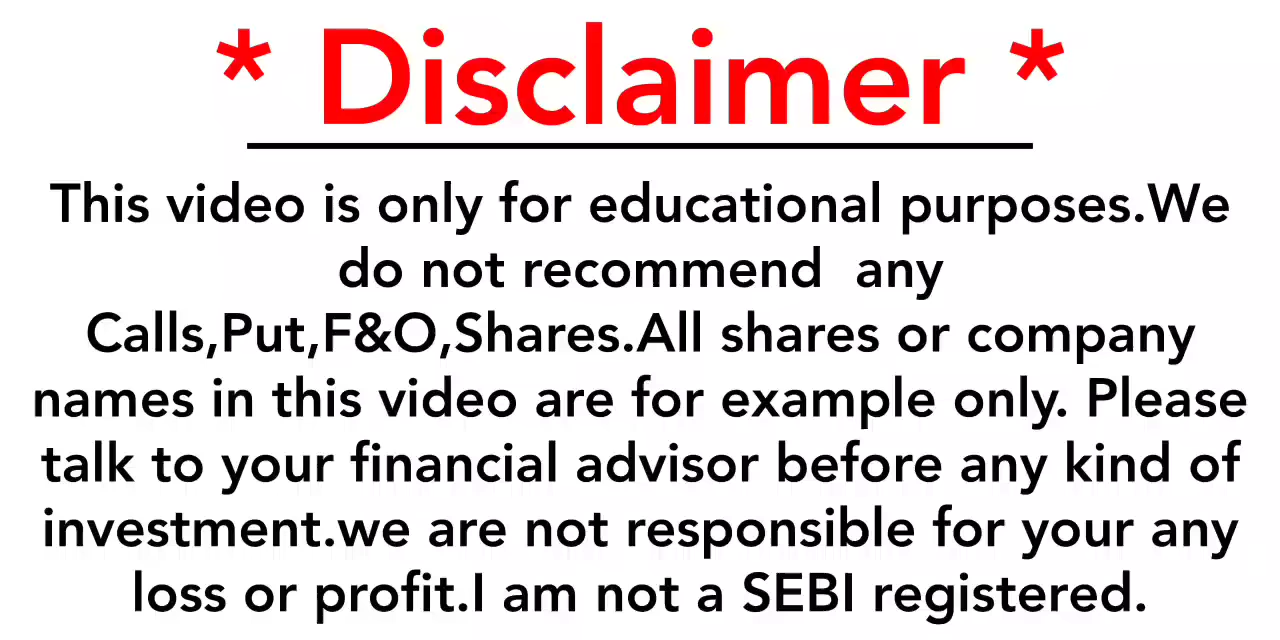 * Disclaimer *
This video is only for educational purposes.We
do not recommend  any
Calls,Put,F&O,Shares.All shares or company
names in this video are for example only. Please
talk to your financial advisor before any kind of
investment.we are not responsible for your any
loss or profit.I am not a SEBI registered.